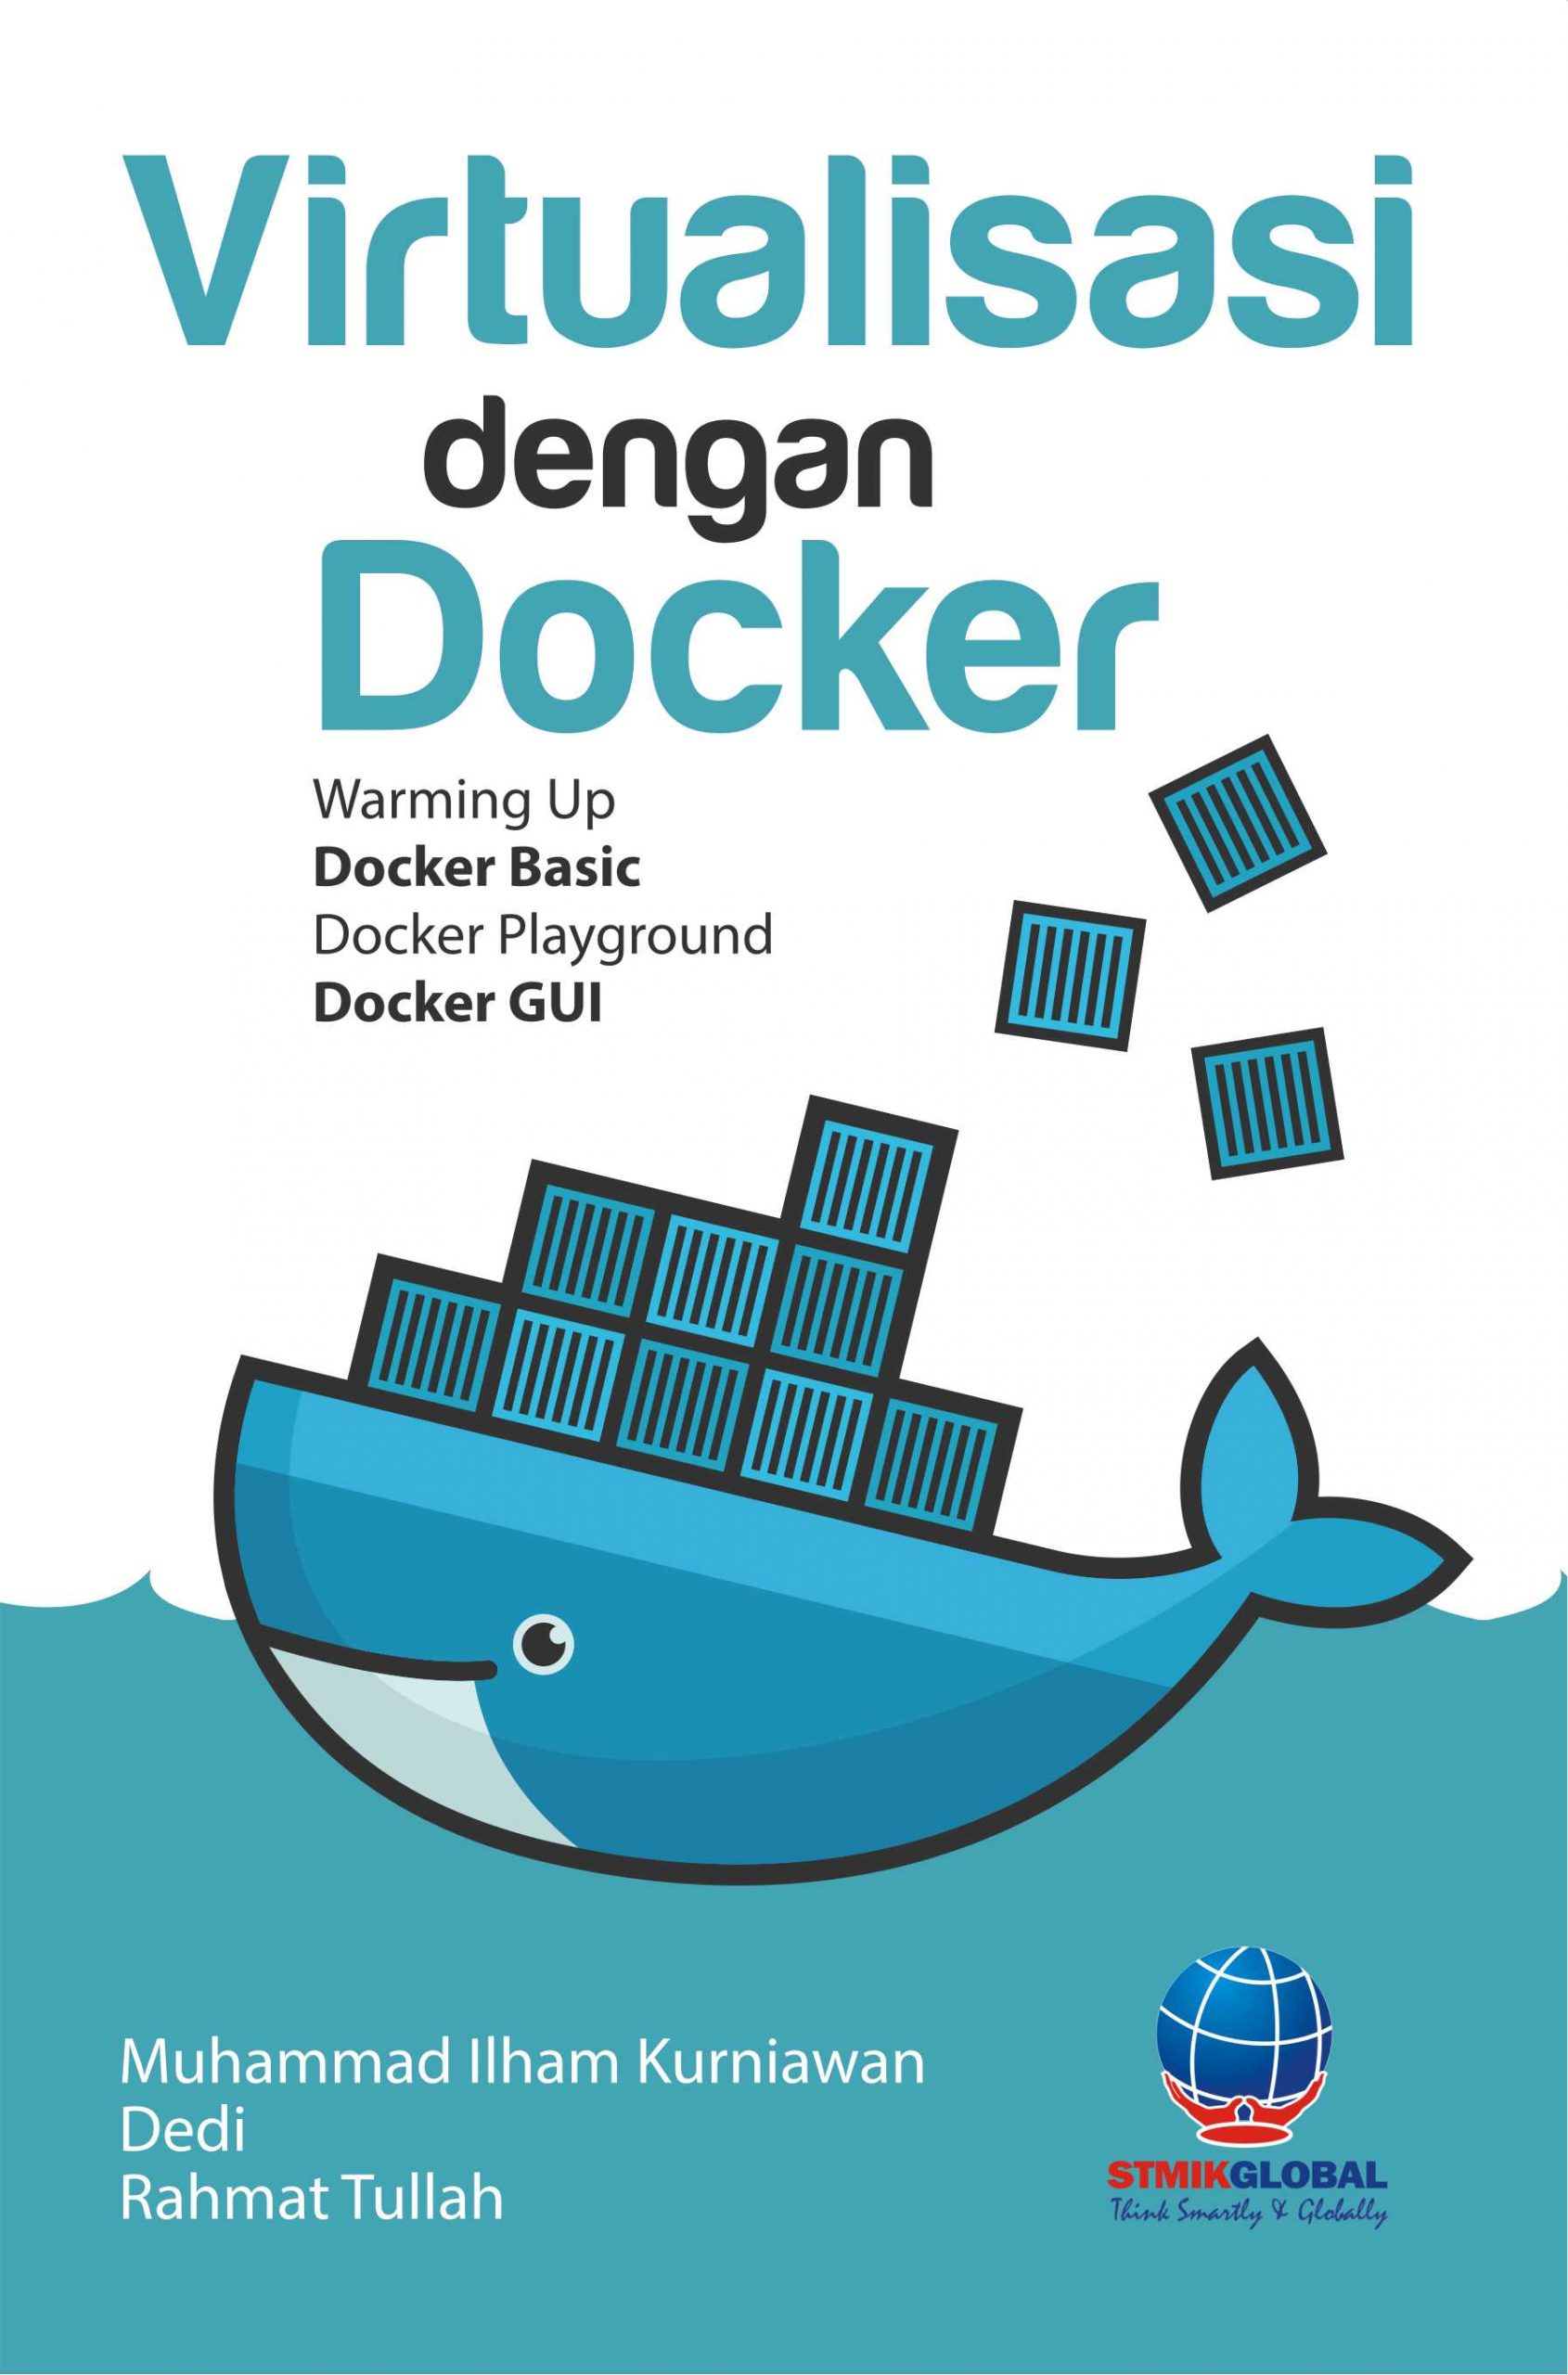 Virtualisasi
dengan
Docker
Warming Up
Docker Basic
Docker Playground
Docker GUI
Muhammad Ilham Kurniawan
Dedi
Rahmat Tullah
STMIKGLOBAL
Think Smartly & Globally